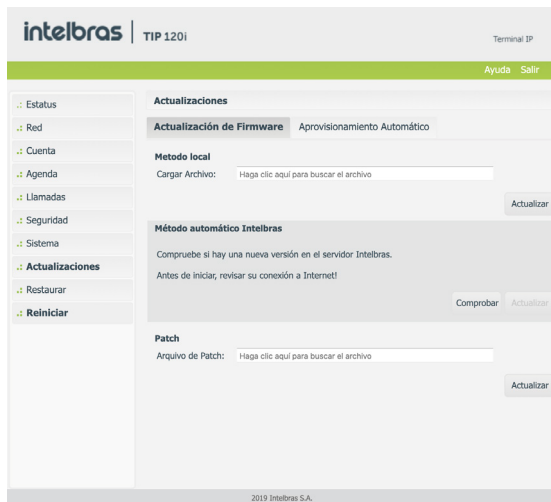 intelbras | TIP 120i
Terminal IP
Ayuda Salir
.: Estatus
.: Red
.: Cuenta
.: Agenda
.: Llamadas
.: Seguridad
.: Sistema
.: Actualizaciones
.: Restaurar
.: Reiniciar
Actualizaciones
Actualización de Firmware Aprovisionamiento Automático
Metodo local
Cargar Archivo: Haga clic aquí para buscar el archivo
Actualizar
Método automático Intelbras
Compruebe si hay una nueva versión en el servidor Intelbras.
Antes de iniciar, revisar su conexión a Internet!
Comprobar Actualizar
Patch
Arquivo de Patch: Haga clic aquí para buscar el archivo
Actualizar
2019 Intelbras S.A.